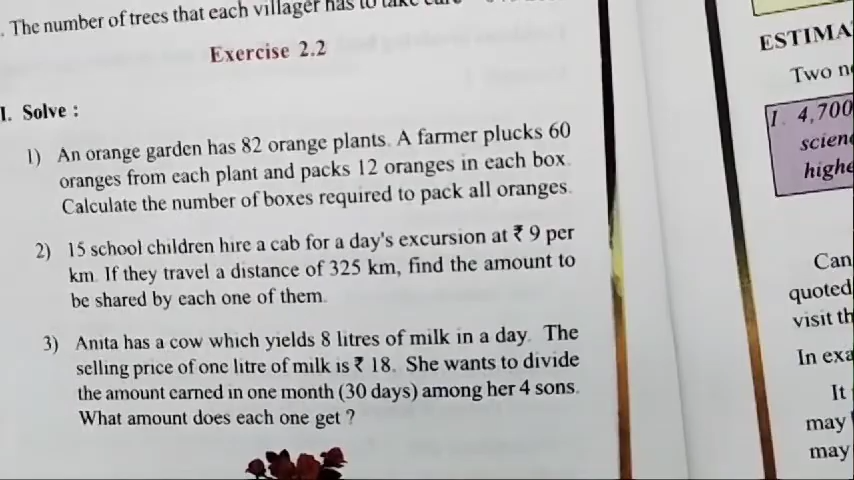 . The number of trees that each villager has to take
Exercise 2.2
I. Solve :
1) An orange garden has 82 orange plants. A farmer plucks 60
oranges from each plant and packs 12 oranges in each box.
Calculate the number of boxes required to pack all oranges.
2) 15 school children hire a cab for a day's excursion at ₹ 9 per
km. If they travel a distance of 325 km, find the amount to
be shared by each one of them.
3) Anita has a cow which yields 8 litres of milk in a day. The
selling price of one litre of milk is ₹ 18. She wants to divide
the amount earned in one month (30 days) among her 4 sons.
What amount does each one get ?
ESTIMA
Two n
1. 4,700
scien
highe
Can
quoted
visit th
In exa
It
may
may